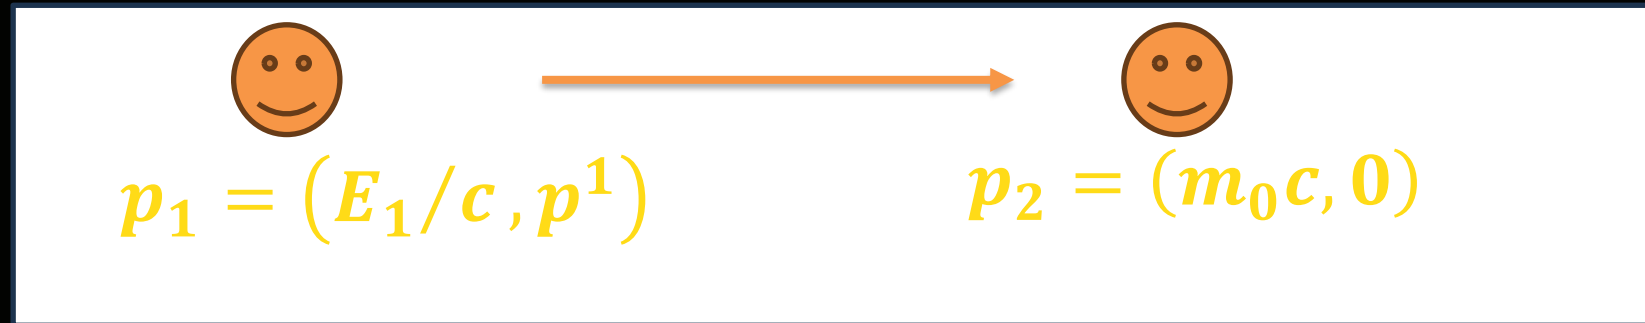 p₁ = (E₁/c , p¹)
p₂ = (m₀c, 0)